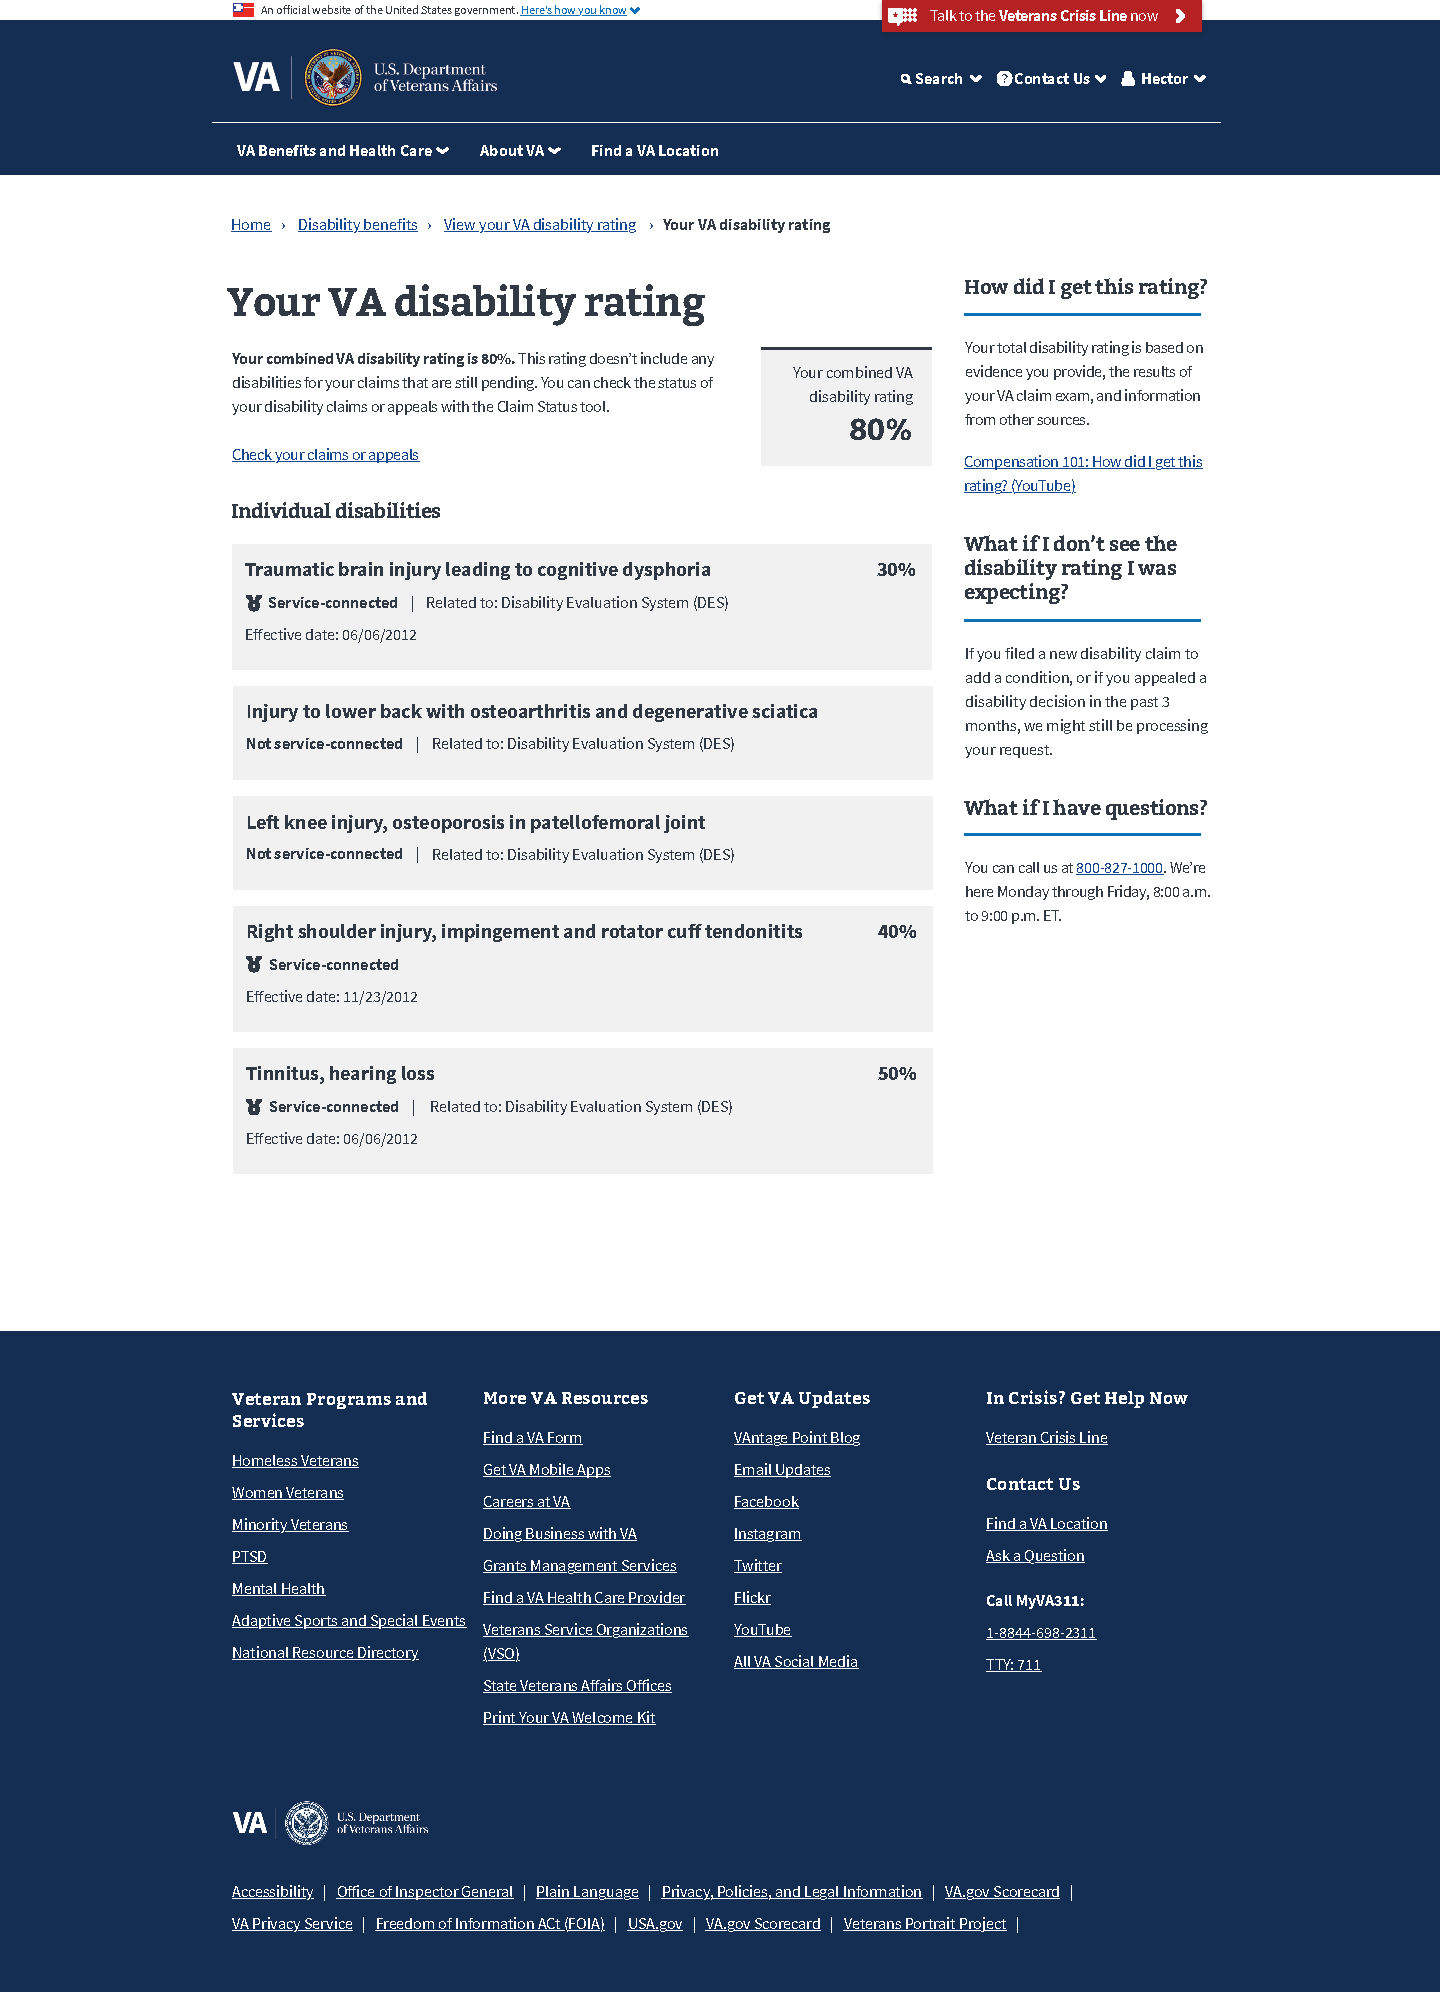 An official website of the United States government. Here's how you know
Talk to the Veterans Crisis Line now
VA
U.S. Department
of Veterans Affairs
Search
Contact Us
Hector
VA Benefits and Health Care
About VA
Find a VA Location
Home › Disability benefits › View your VA disability rating › Your VA disability rating
Your VA disability rating
Your combined VA disability rating is 80%. This rating doesn't include any
disabilities for your claims that are still pending. You can check the status of
your disability claims or appeals with the Claim Status tool.
Check your claims or appeals
Your combined VA
disability rating
80%
Individual disabilities
Traumatic brain injury leading to cognitive dysphoria 30%
Service-connected | Related to: Disability Evaluation System (DES)
Effective date: 06/06/2012
Injury to lower back with osteoarthritis and degenerative sciatica
Not service-connected | Related to: Disability Evaluation System (DES)
Left knee injury, osteoporosis in patellofemoral joint
Not service-connected | Related to: Disability Evaluation System (DES)
Right shoulder injury, impingement and rotator cuff tendonitits 40%
Service-connected
Effective date: 11/23/2012
Tinnitus, hearing loss 50%
Service-connected | Related to: Disability Evaluation System (DES)
Effective date: 06/06/2012
How did I get this rating?
Your total disability rating is based on
evidence you provide, the results of
your VA claim exam, and information
from other sources.
Compensation 101: How did I get this
rating? (YouTube)
What if I don't see the
disability rating I was
expecting?
If you filed a new disability claim to
add a condition, or if you appealed a
disability decision in the past 3
months, we might still be processing
your request.
What if I have questions?
You can call us at 800-827-1000. We're
here Monday through Friday, 8:00 a.m.
to 9:00 p.m. ET.
Veteran Programs and
Services
Homeless Veterans
Women Veterans
Minority Veterans
PTSD
Mental Health
Adaptive Sports and Special Events
National Resource Directory
More VA Resources
Find a VA Form
Get VA Mobile Apps
Careers at VA
Doing Business with VA
Grants Management Services
Find a VA Health Care Provider
Veterans Service Organizations
(VSO)
State Veterans Affairs Offices
Print Your VA Welcome Kit
Get VA Updates
VAntage Point Blog
Email Updates
Facebook
Instagram
Twitter
Flickr
YouTube
All VA Social Media
In Crisis? Get Help Now
Veteran Crisis Line
Contact Us
Find a VA Location
Ask a Question
Call MyVA311:
1-8844-698-2311
TTY: 711
VA
U.S. Department
of Veterans Affairs
Accessibility | Office of Inspector General | Plain Language | Privacy, Policies, and Legal Information | VA.gov Scorecard |
VA Privacy Service | Freedom of Information ACt (FOIA) | USA.gov | VA.gov Scorecard | Veterans Portrait Project |